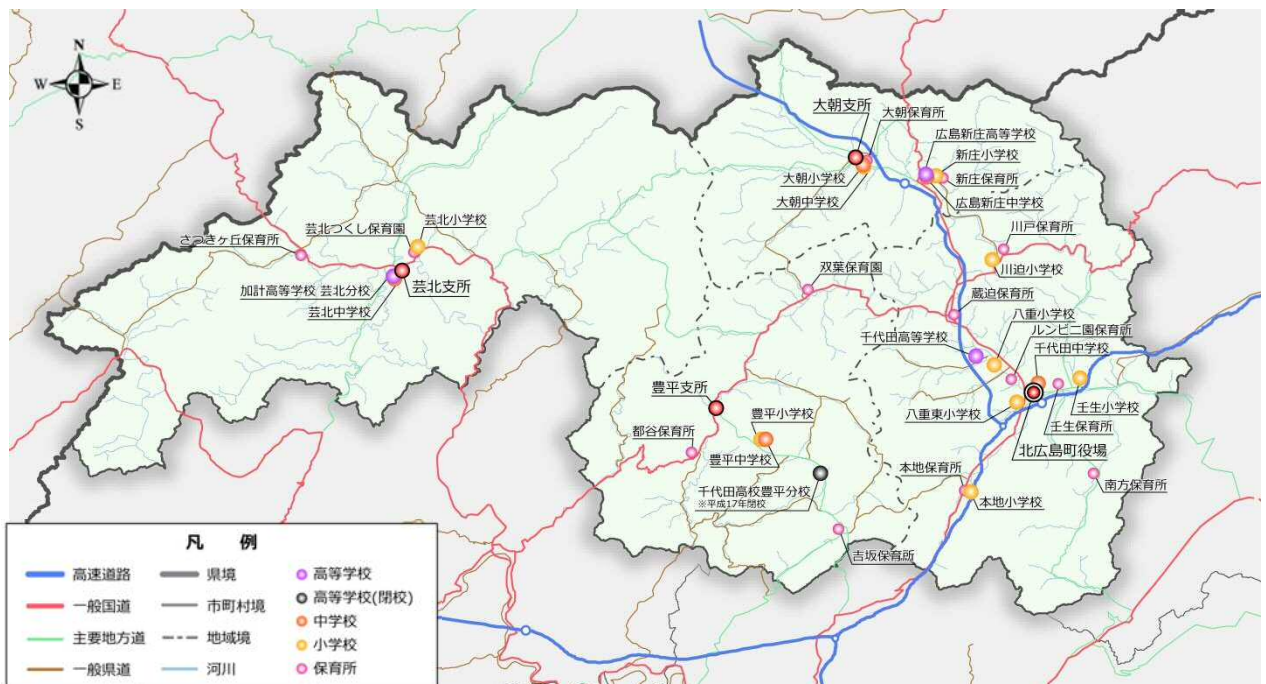 N
W
E
S
大朝支所
大朝保育所
広島新庄高等学校
新庄小学校
大朝小学校
新庄保育所
大朝中学校
広島新庄中学校
川戸保育所
芸北小学校
芸北つくし保育園
さつきヶ丘保育所
川迫小学校
双葉保育園
加計高等学校 芸北分校
芸北支所
芸北中学校
蔵迫保育所
八重小学校
ルンビニ園保育所
千代田高等学校
千代田中学校
豊平支所
八重東小学校
壬生小学校
豊平小学校
壬生保育所
都谷保育所
北広島町役場
豊平中学校
本地保育所
千代田高校豊平分校
※平成17年閉校
南方保育所
本地小学校
吉坂保育所
凡 例
高速道路
県境
高等学校
一般国道
市町村境
高等学校(閉校)
主要地方道
地域境
中学校
小学校
一般県道
河川
保育所